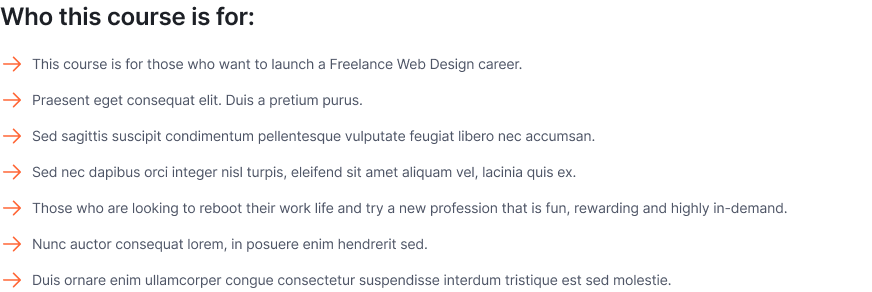 Who this course is for:
This course is for those who want to launch a Freelance Web Design career.
Praesent eget consequat elit. Duis a pretium purus.
Sed sagittis suscipit condimentum pellentesque vulputate feugiat libero nec accumsan.
Sed nec dapibus orci integer nisl turpis, eleifend sit amet aliquam vel, lacinia quis ex.
Those who are looking to reboot their work life and try a new profession that is fun, rewarding and highly in-demand.
Nunc auctor consequat lorem, in posuere enim hendrerit sed.
Duis ornare enim ullamcorper congue consectetur suspendisse interdum tristique est sed molestie.